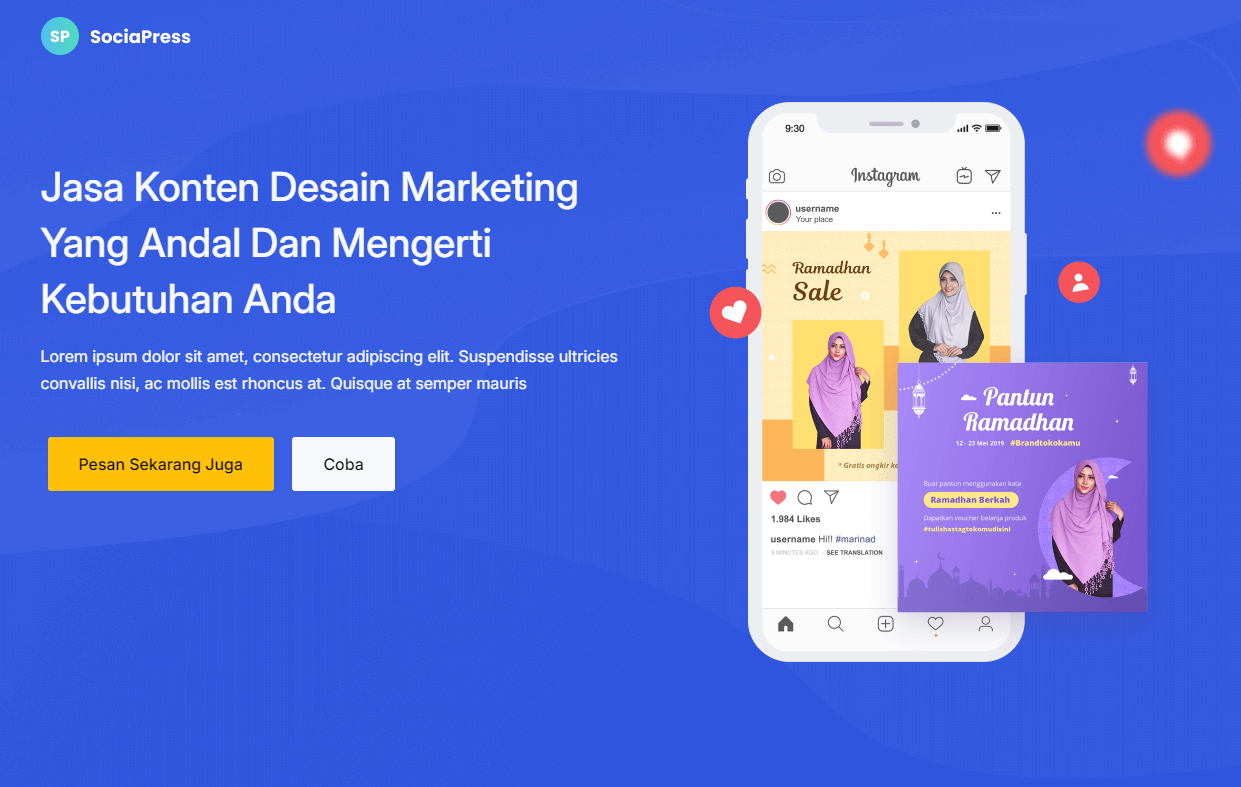 SP SociaPress
Jasa Konten Desain Marketing
Yang Andal Dan Mengerti
Kebutuhan Anda
Lorem ipsum dolor sit amet, consectetur adipiscing elit. Suspendisse ultricies
convallis nisi, ac mollis est rhoncus at. Quisque at semper mauris
Pesan Sekarang Juga
Coba
9:30
Instagram
username
Your place
Ramadhan
Sale
* Gratis ongkir ke
1.984 Likes
username Hi!! #marinad
9 MINUTES AGO · SEE TRANSLATION
Pantun
Ramadhan
12 - 23 Mei 2019 #Brandtokokamu
Buat pantun menggunakan kata
Ramadhan Berkah
Dapatkan voucher belanja produk
#tulishastagtokomudisini